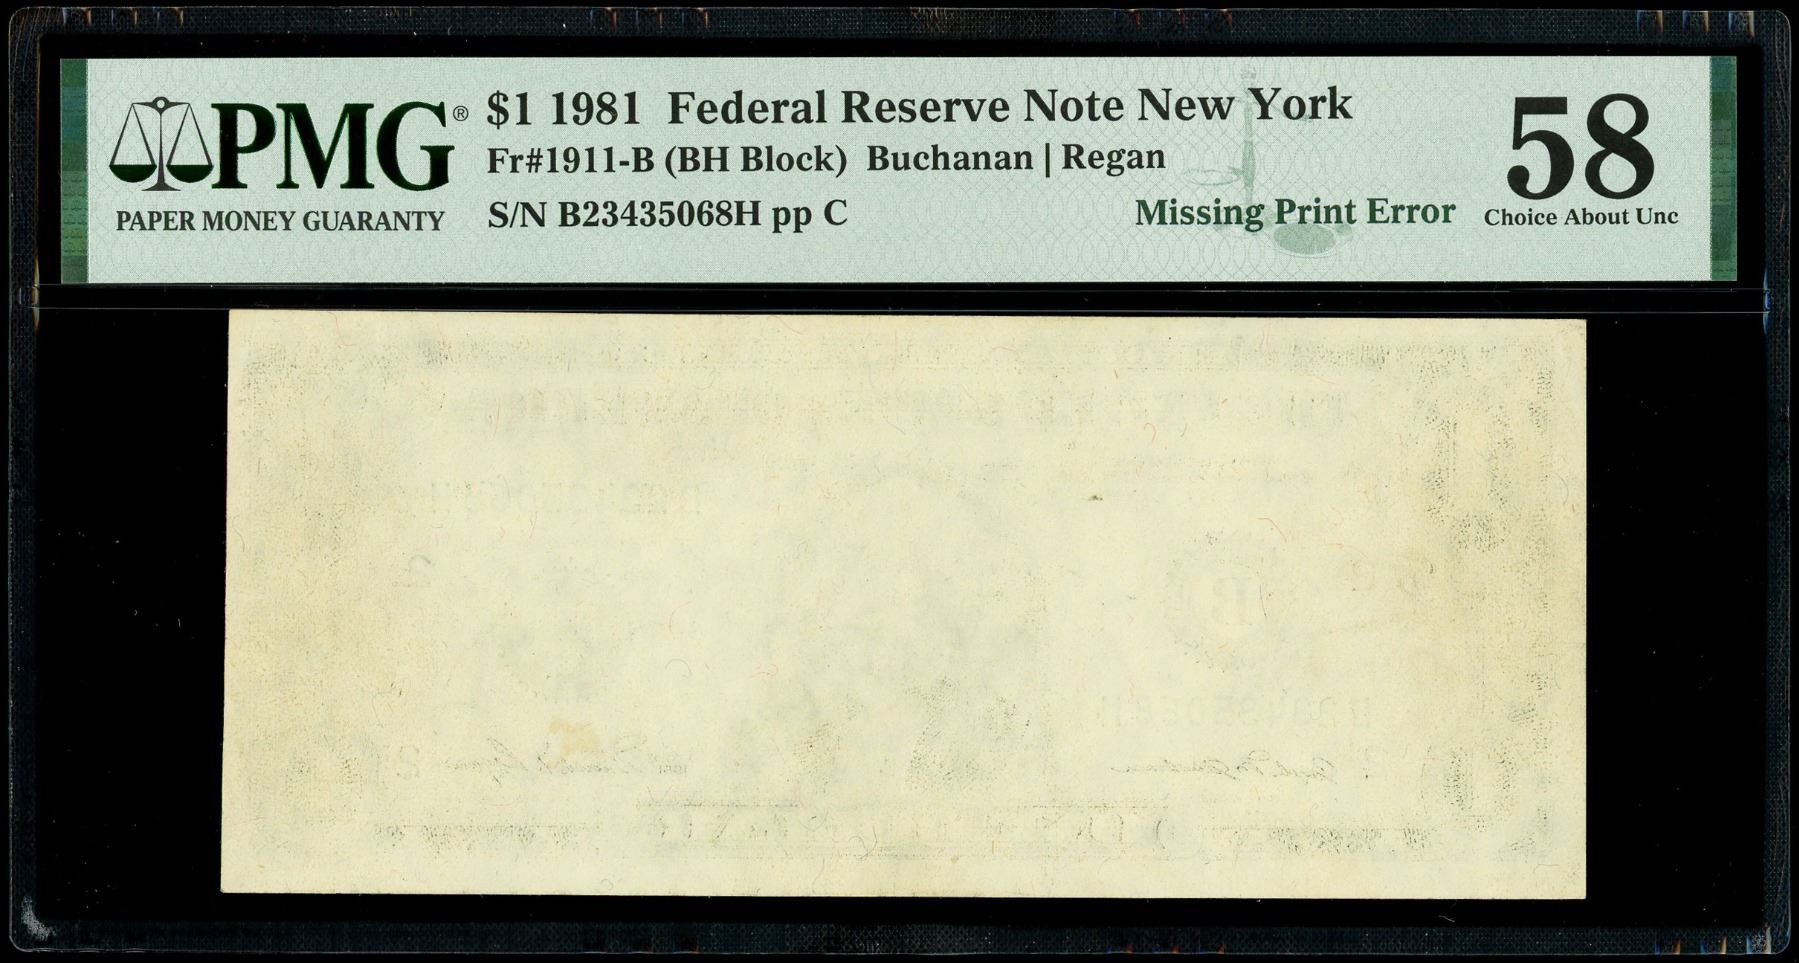 PMG®
PAPER MONEY GUARANTY
$1 1981 Federal Reserve Note New York
Fr#1911-B (BH Block) Buchanan | Regan
S/N B23435068H pp C
Missing Print Error
58
Choice About Unc
B